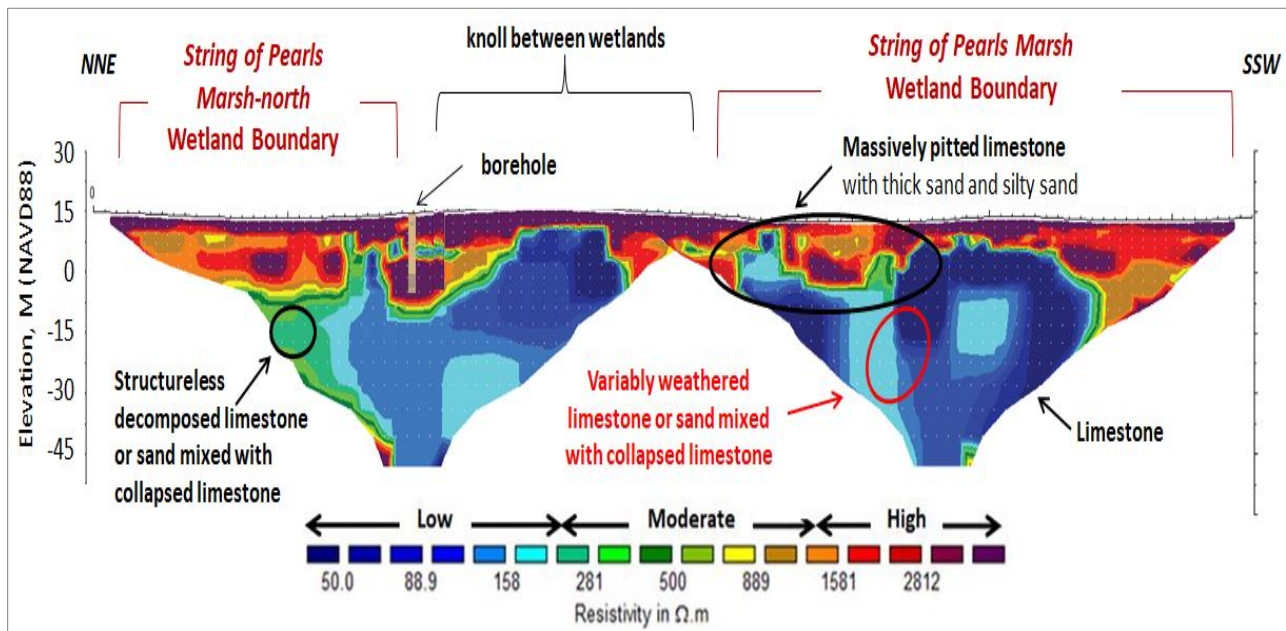 NNE
String of Pearls
Marsh-north
Wetland Boundary
knoll between wetlands
String of Pearls Marsh
Wetland Boundary
SSW
borehole
Massively pitted limestone
with thick sand and silty sand
Elevation, M (NAVD88)
30
15
0
-15
-30
-45
0
Structureless
decomposed limestone
or sand mixed with
collapsed limestone
Variably weathered
limestone or sand mixed
with collapsed limestone
Limestone
Low
Moderate
High
50.0 88.9 158 281 500 889 1581 2812
Resistivity in Ω.m